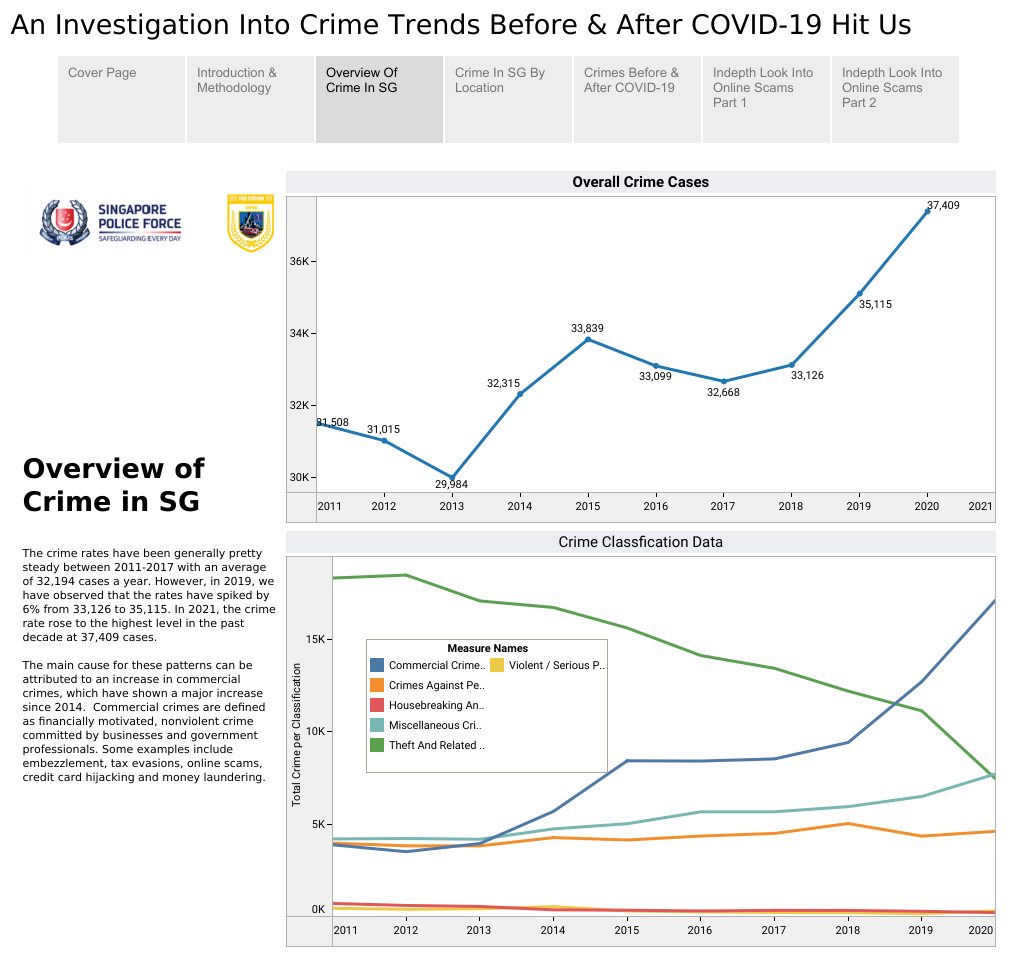 An Investigation Into Crime Trends Before & After COVID-19 Hit Us
Cover Page
Introduction &
Methodology
Overview Of
Crime In SG
Crime In SG By
Location
Crimes Before &
After COVID-19
Indepth Look Into
Online Scams
Part 1
Indepth Look Into
Online Scams
Part 2
SINGAPORE
POLICE FORCE
SAFEGUARDING EVERY DAY
Overview of
Crime in SG
The crime rates have been generally pretty
steady between 2011-2017 with an average
of 32,194 cases a year. However, in 2019, we
have observed that the rates have spiked by
6% from 33,126 to 35,115. In 2021, the crime
rate rose to the highest level in the past
decade at 37,409 cases.
The main cause for these patterns can be
attributed to an increase in commercial
crimes, which have shown a major increase
since 2014.  Commercial crimes are defined
as financially motivated, nonviolent crime
committed by businesses and government
professionals. Some examples include
embezzlement, tax evasions, online scams,
credit card hijacking and money laundering.
Overall Crime Cases
36K
34K
32K
30K
31,508
31,015
29,984
32,315
33,839
33,099
32,668
33,126
35,115
37,409
2011 2012 2013 2014 2015 2016 2017 2018 2019 2020 2021
Crime Classfication Data
Total Crime per Classification
15K
10K
5K
0K
Measure Names
Commercial Crime.. Violent / Serious P..
Crimes Against Pe..
Housebreaking An..
Miscellaneous Cri..
Theft And Related ..
2011 2012 2013 2014 2015 2016 2017 2018 2019 2020